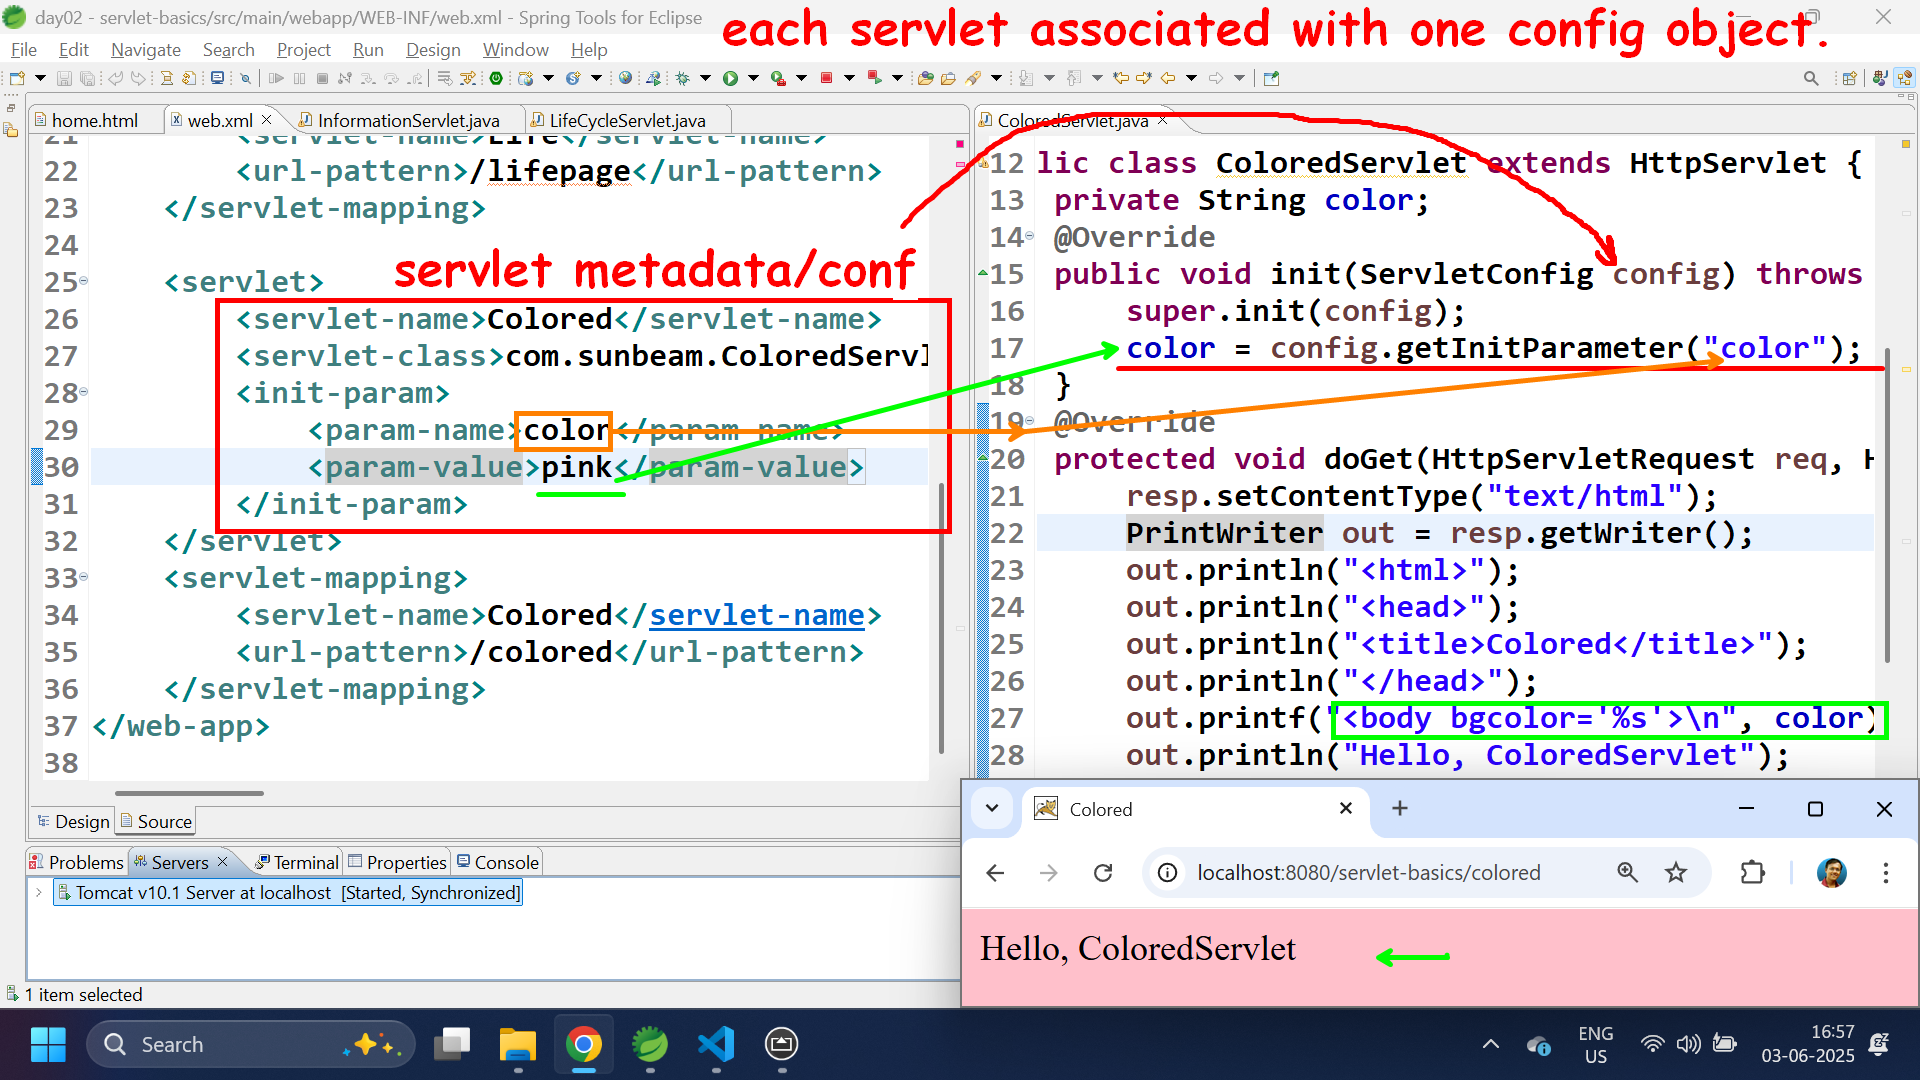 day02 - servlet-basics/src/main/webapp/WEB-INF/web.xml - Spring Tools for Eclipse
each servlet associated with one config object.
File Edit Navigate Search Project Run Design Window Help
home.html
web.xml
InformationServlet.java
LifeCycleServlet.java
21 <servlet-name>Life</servlet-name>
22 <url-pattern>/lifepage</url-pattern>
23 </servlet-mapping>
24
servlet metadata/conf
25 <servlet>
26 <servlet-name>Colored</servlet-name>
27 <servlet-class>com.sunbeam.ColoredServl
28 <init-param>
29 <param-name>color</param-name>
30 <param-value>pink</param-value>
31 </init-param>
32 </servlet>
33 <servlet-mapping>
34 <servlet-name>Colored</servlet-name>
35 <url-pattern>/colored</url-pattern>
36 </servlet-mapping>
37 </web-app>
38
Design Source
ColoredServlet.java
12 lic class ColoredServlet extends HttpServlet {
13 private String color;
14 @Override
15 public void init(ServletConfig config) throws
16 super.init(config);
17 color = config.getInitParameter("color");
18 }
19 @Override
20 protected void doGet(HttpServletRequest req, H
21 resp.setContentType("text/html");
22 PrintWriter out = resp.getWriter();
23 out.println("<html>");
24 out.println("<head>");
25 out.println("<title>Colored</title>");
26 out.println("</head>");
27 out.printf("<body bgcolor='%s'>\n", color)
28 out.println("Hello, ColoredServlet");
Problems Servers Terminal Properties Console
Tomcat v10.1 Server at localhost [Started, Synchronized]
1 item selected
Colored
localhost:8080/servlet-basics/colored
Hello, ColoredServlet
Search
ENG
US
16:57
03-06-2025